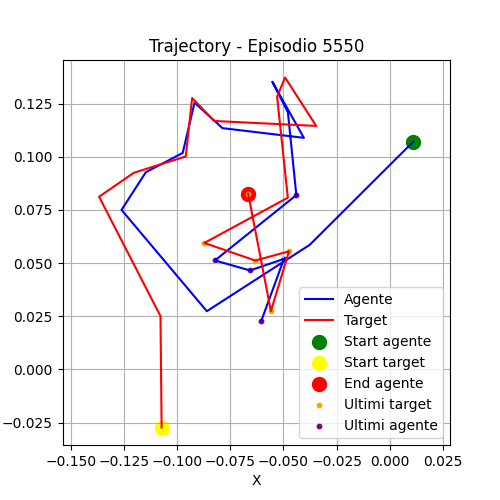 Trajectory - Episodio 5550
0.125
0.100
0.075
0.050
0.025
0.000
−0.025
−0.150 −0.125 −0.100 −0.075 −0.050 −0.025 0.000 0.025
X
Agente
Target
Start agente
Start target
End agente
Ultimi target
Ultimi agente